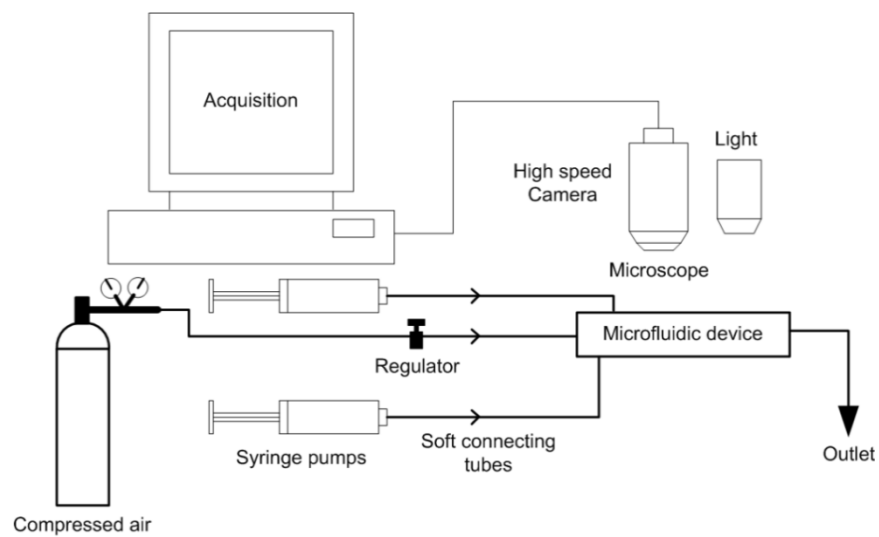 Acquisition
Light
High speed
Camera
Microscope
Microfluidic device
Regulator
Syringe pumps
Soft connecting
tubes
Outlet
Compressed air